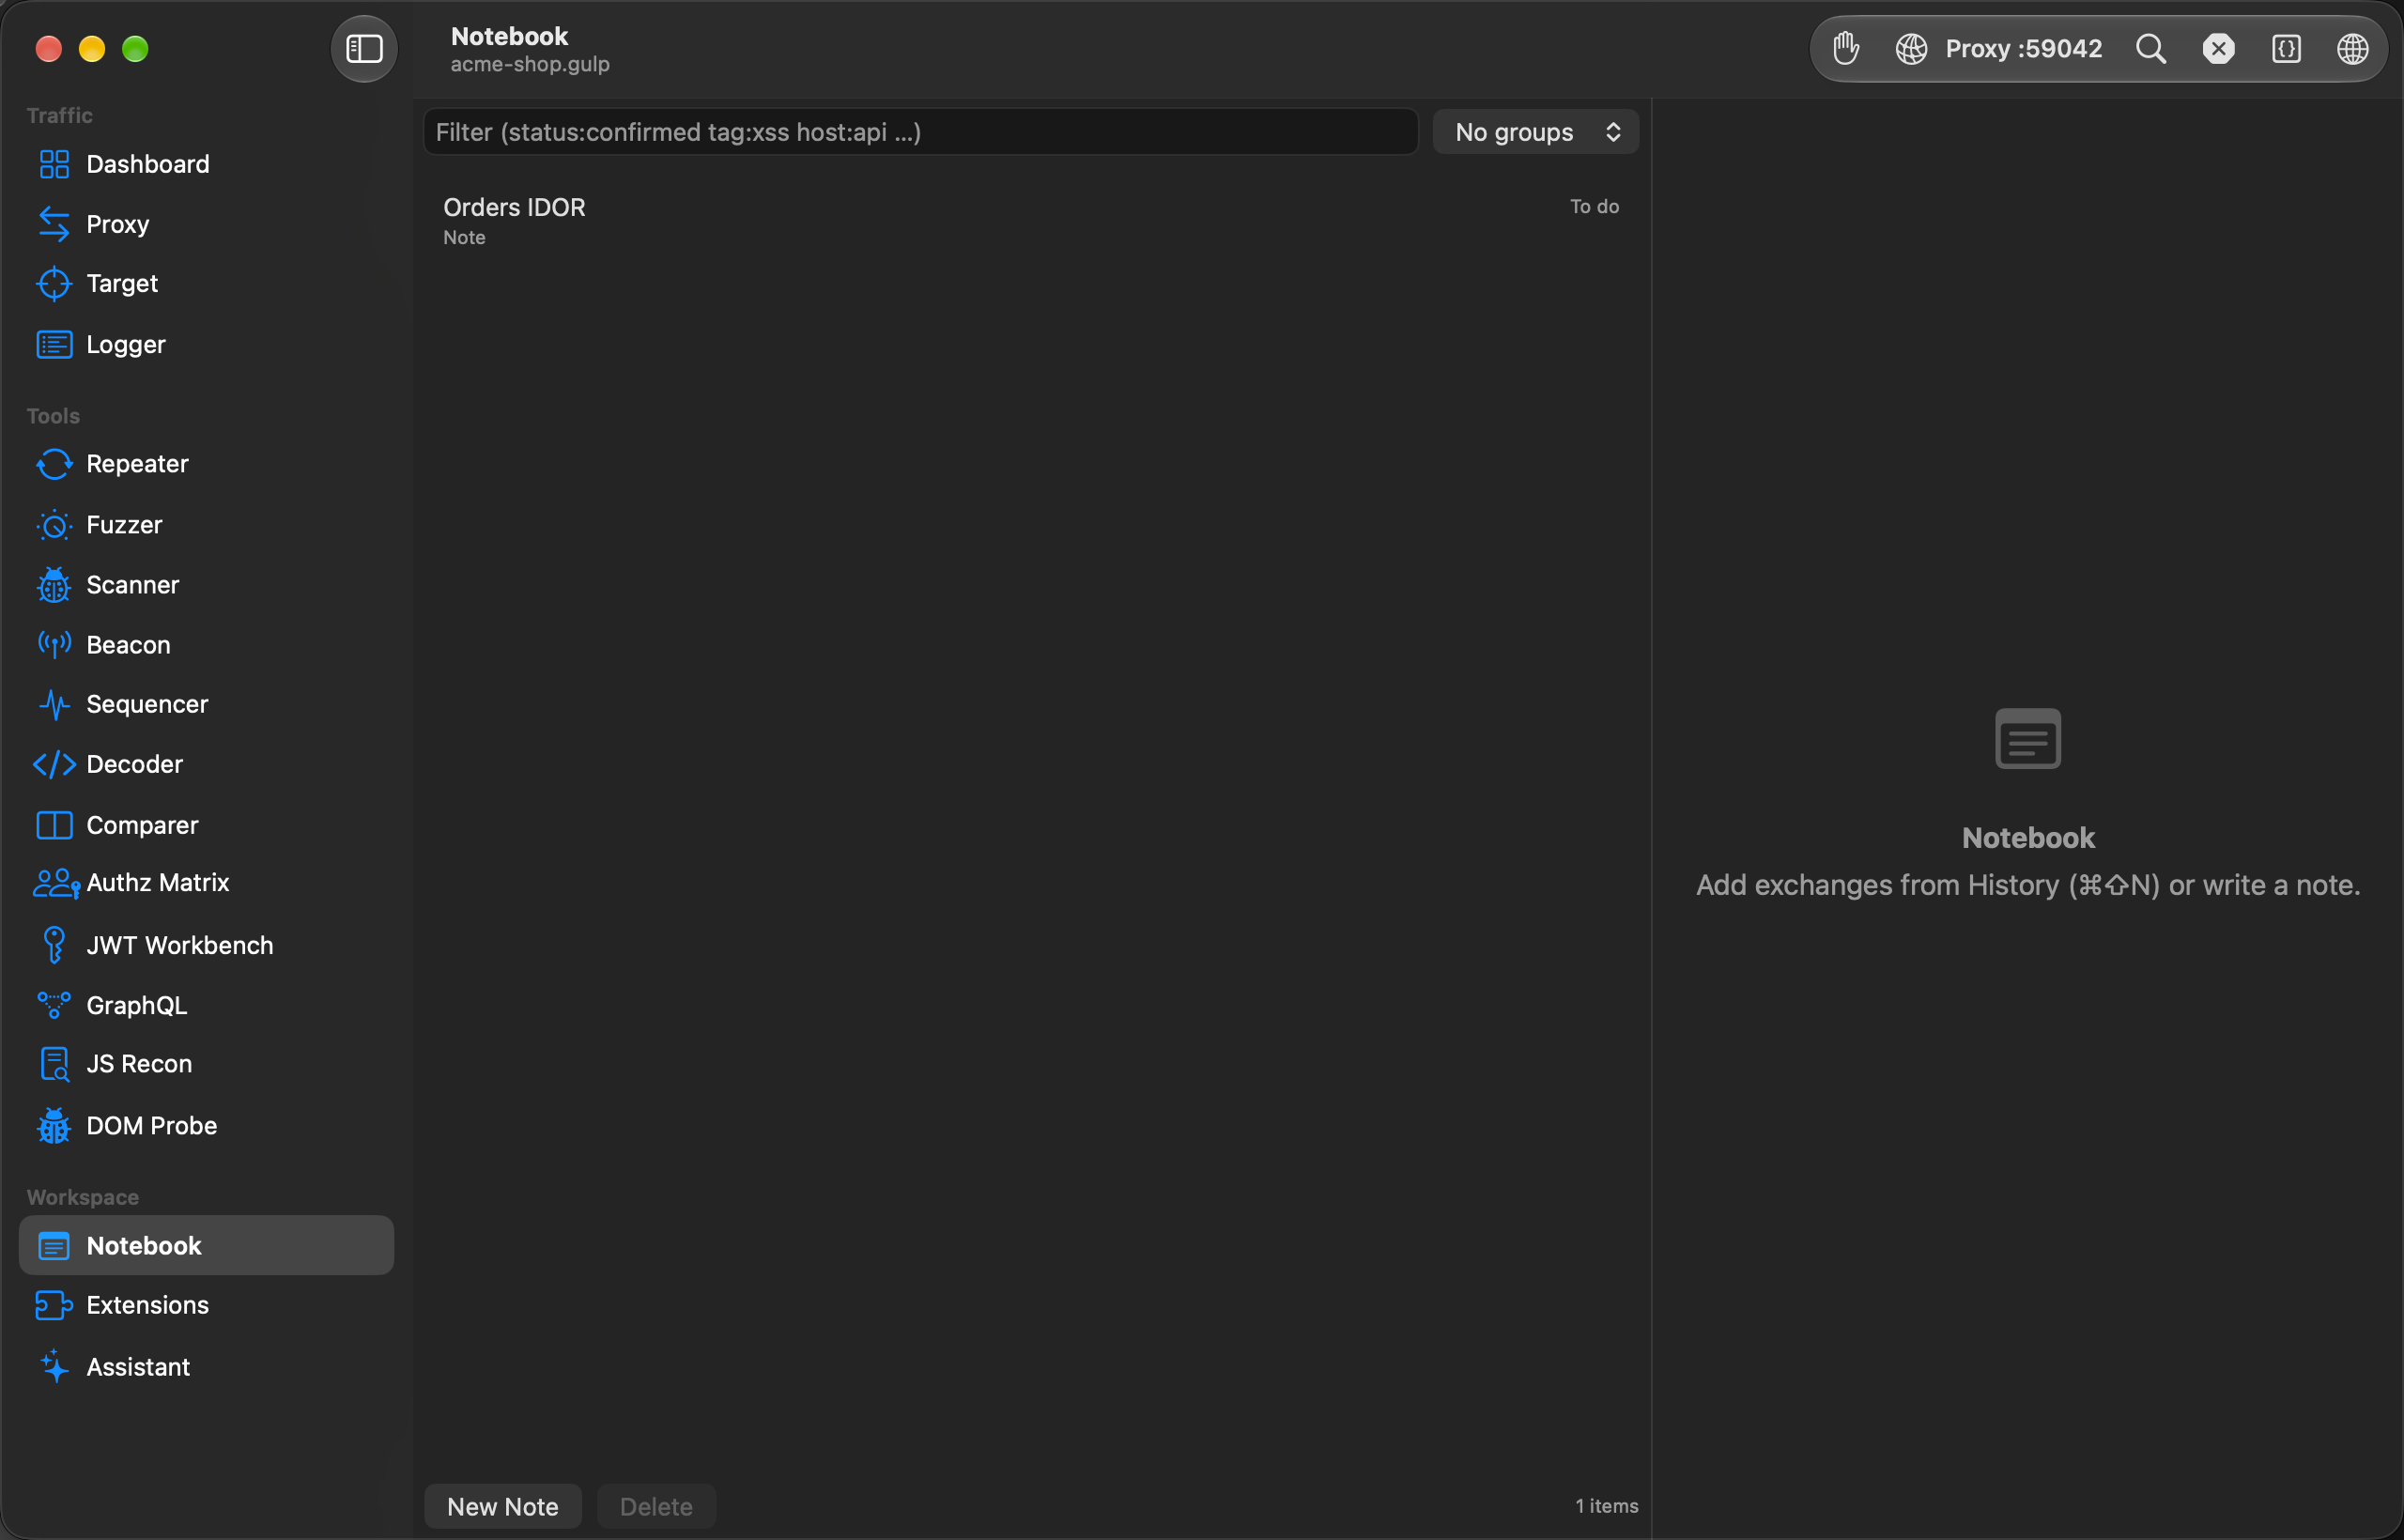 Notebook
acme-shop.gulp
Proxy :59042
Traffic
Dashboard
Proxy
Target
Logger
Tools
Repeater
Fuzzer
Scanner
Beacon
Sequencer
Decoder
Comparer
Authz Matrix
JWT Workbench
GraphQL
JS Recon
DOM Probe
Workspace
Notebook
Extensions
Assistant
Filter (status:confirmed tag:xss host:api ...)
No groups
Orders IDOR
To do
Note
New Note
Delete
1 items
Notebook
Add exchanges from History (⌘⇧N) or write a note.